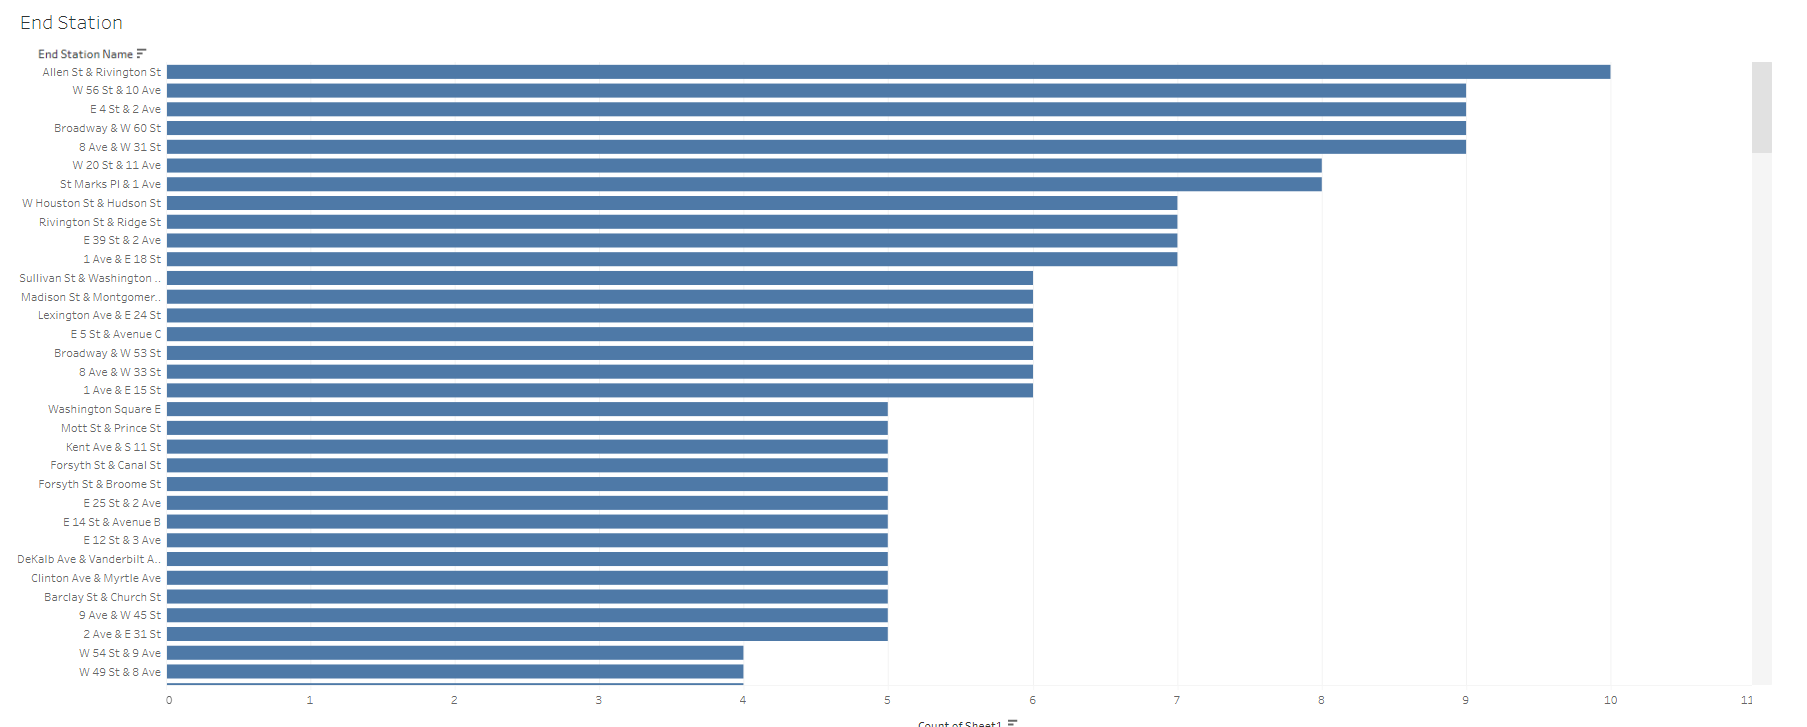 End Station
End Station Name
Allen St & Rivington St
W 56 St & 10 Ave
E 4 St & 2 Ave
Broadway & W 60 St
8 Ave & W 31 St
W 20 St & 11 Ave
St Marks Pl & 1 Ave
W Houston St & Hudson St
Rivington St & Ridge St
E 39 St & 2 Ave
1 Ave & E 18 St
Sullivan St & Washington ..
Madison St & Montgomer..
Lexington Ave & E 24 St
E 5 St & Avenue C
Broadway & W 53 St
8 Ave & W 33 St
1 Ave & E 15 St
Washington Square E
Mott St & Prince St
Kent Ave & S 11 St
Forsyth St & Canal St
Forsyth St & Broome St
E 25 St & 2 Ave
E 14 St & Avenue B
E 12 St & 3 Ave
DeKalb Ave & Vanderbilt A..
Clinton Ave & Myrtle Ave
Barclay St & Church St
9 Ave & W 45 St
2 Ave & E 31 St
W 54 St & 9 Ave
W 49 St & 8 Ave
0 1 2 3 4 5 6 7 8 9 10 11
Count of Sheet1